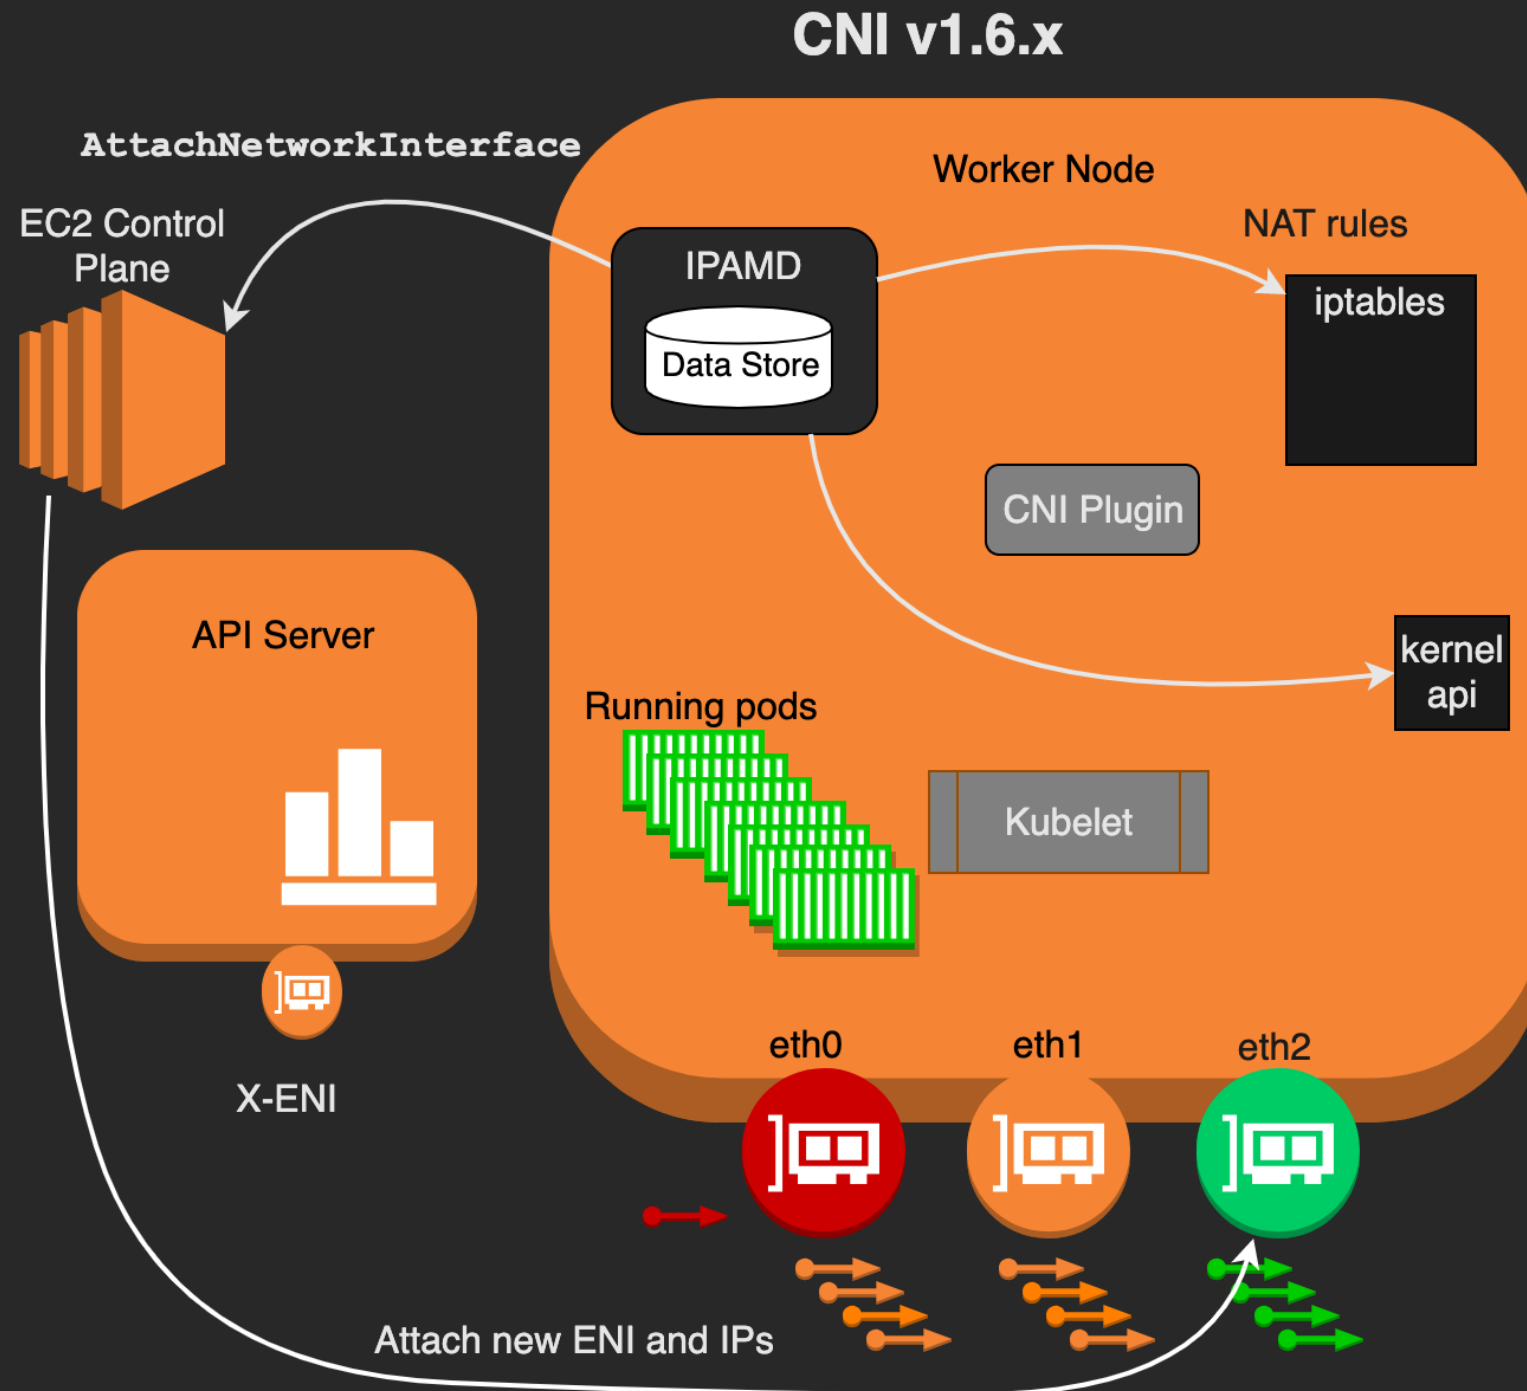 CNI v1.6.x
AttachNetworkInterface
Worker Node
EC2 Control
Plane
NAT rules
IPAMD
iptables
Data Store
CNI Plugin
API Server
kernel
api
Running pods
Kubelet
eth0
eth1
eth2
X-ENI
Attach new ENI and IPs